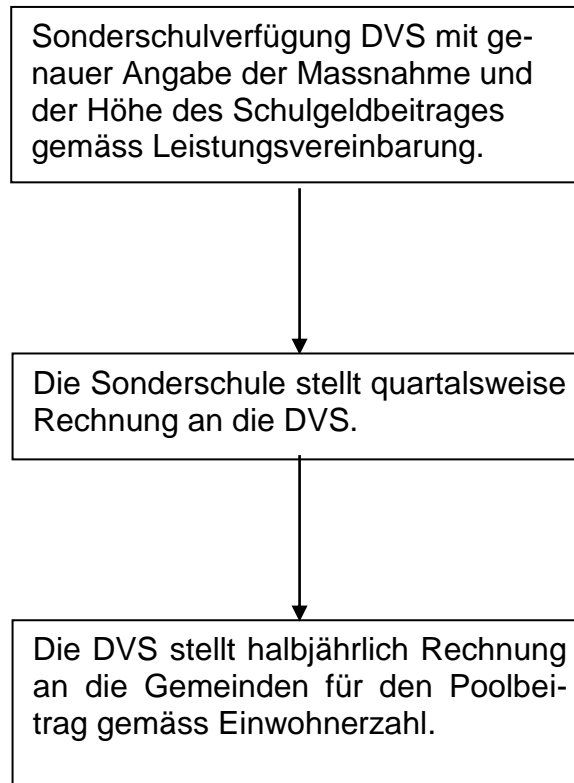 Sonderschulverfügung DVS mit ge-
nauer Angabe der Massnahme und
der Höhe des Schulgeldbeitrages
gemäss Leistungsvereinbarung.
Die Sonderschule stellt quartalsweise
Rechnung an die DVS.
Die DVS stellt halbjährlich Rechnung
an die Gemeinden für den Poolbei-
trag gemäss Einwohnerzahl.